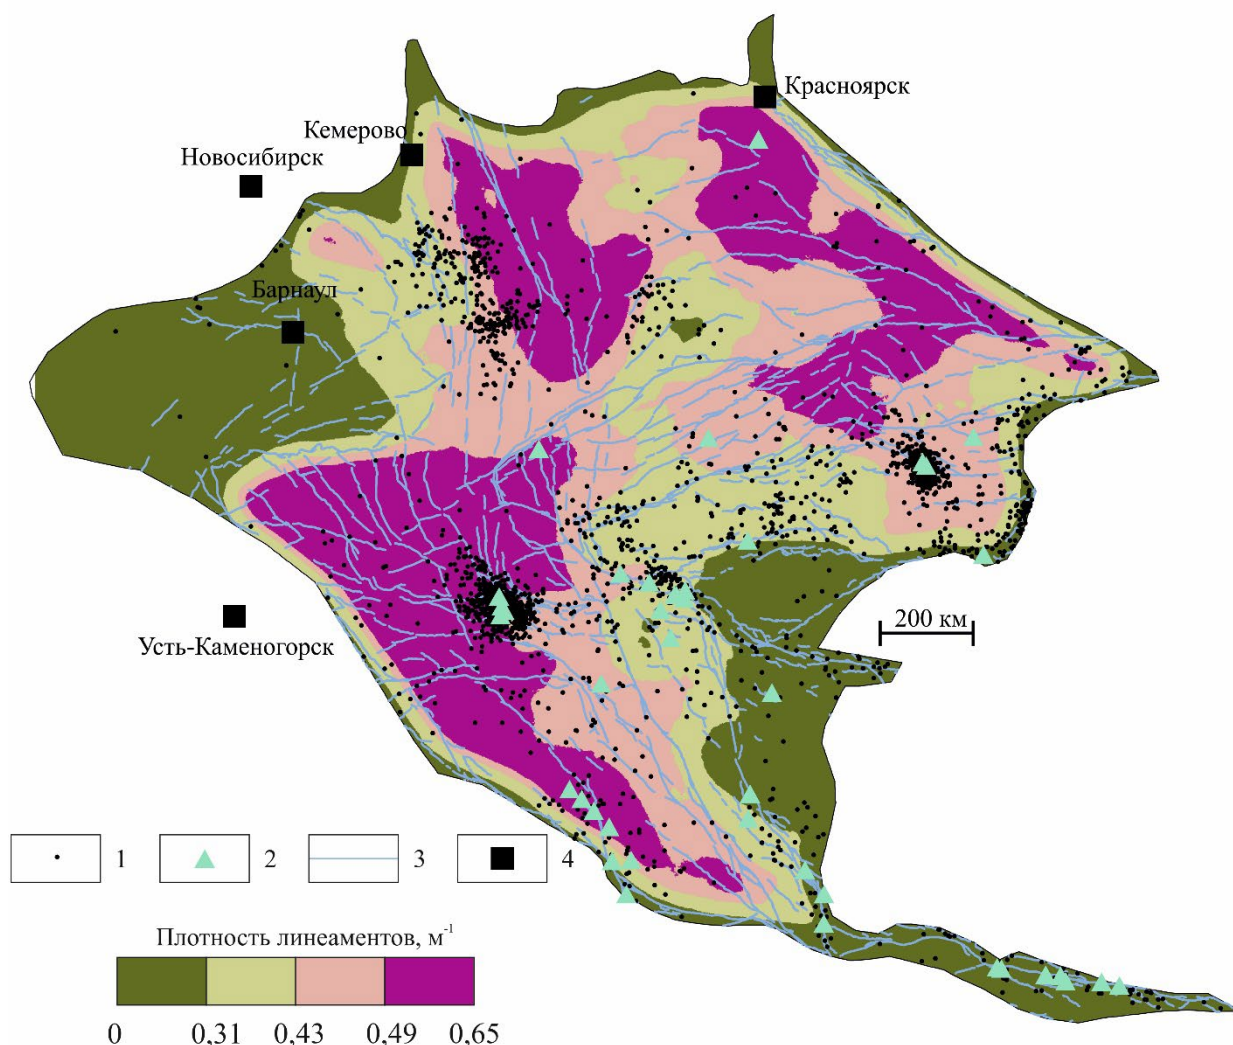 Красноярск
Кемерово
Новосибирск
Барнаул
200 км
Усть-Каменогорск
1
2
3
4
Плотность линеаментов, м⁻¹
0
0,31
0,43
0,49
0,65